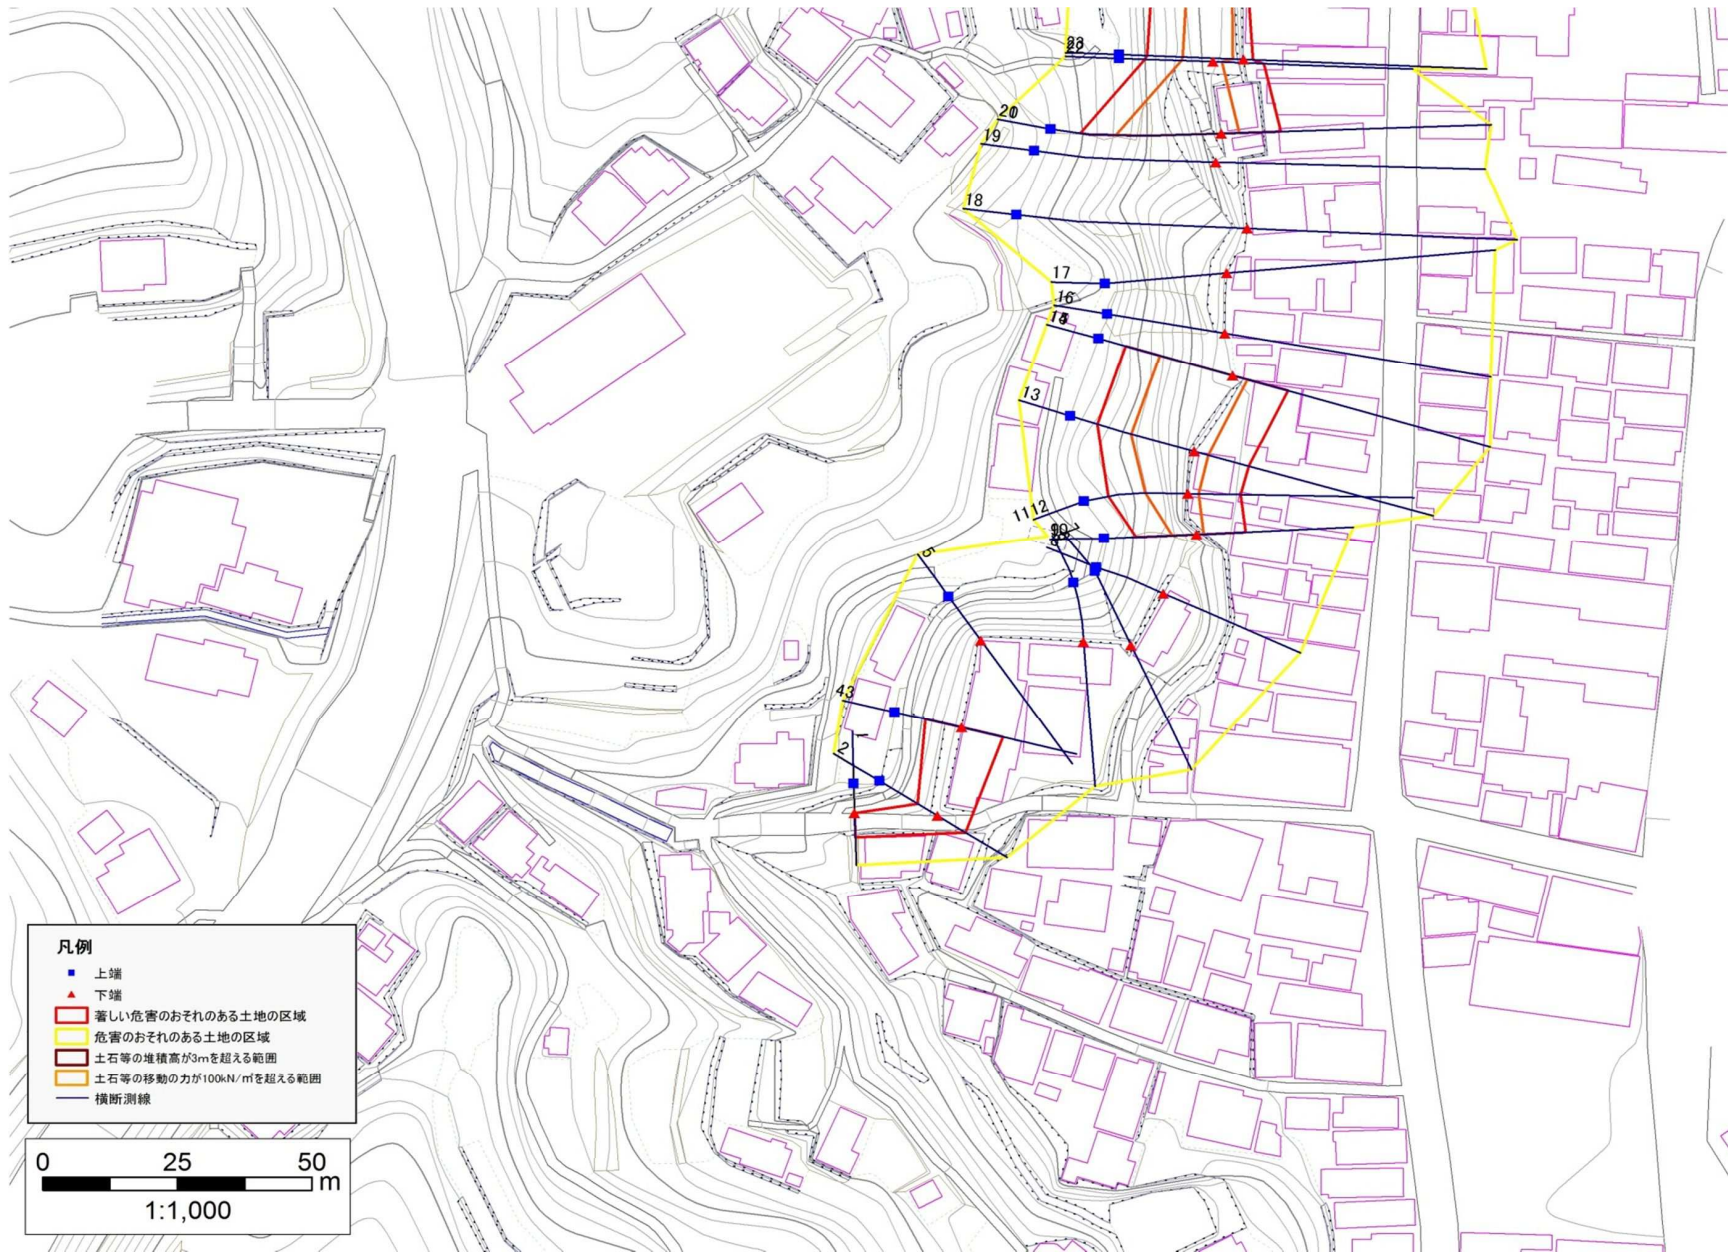 20
19
18
17
16
13
12
11
5
43
1
2
凡例
上端
下端
著しい危害のおそれのある土地の区域
危害のおそれのある土地の区域
土石等の堆積高が3mを超える範囲
土石等の移動の力が100kN/㎡を超える範囲
横断測線
0 25 50 m
1:1,000